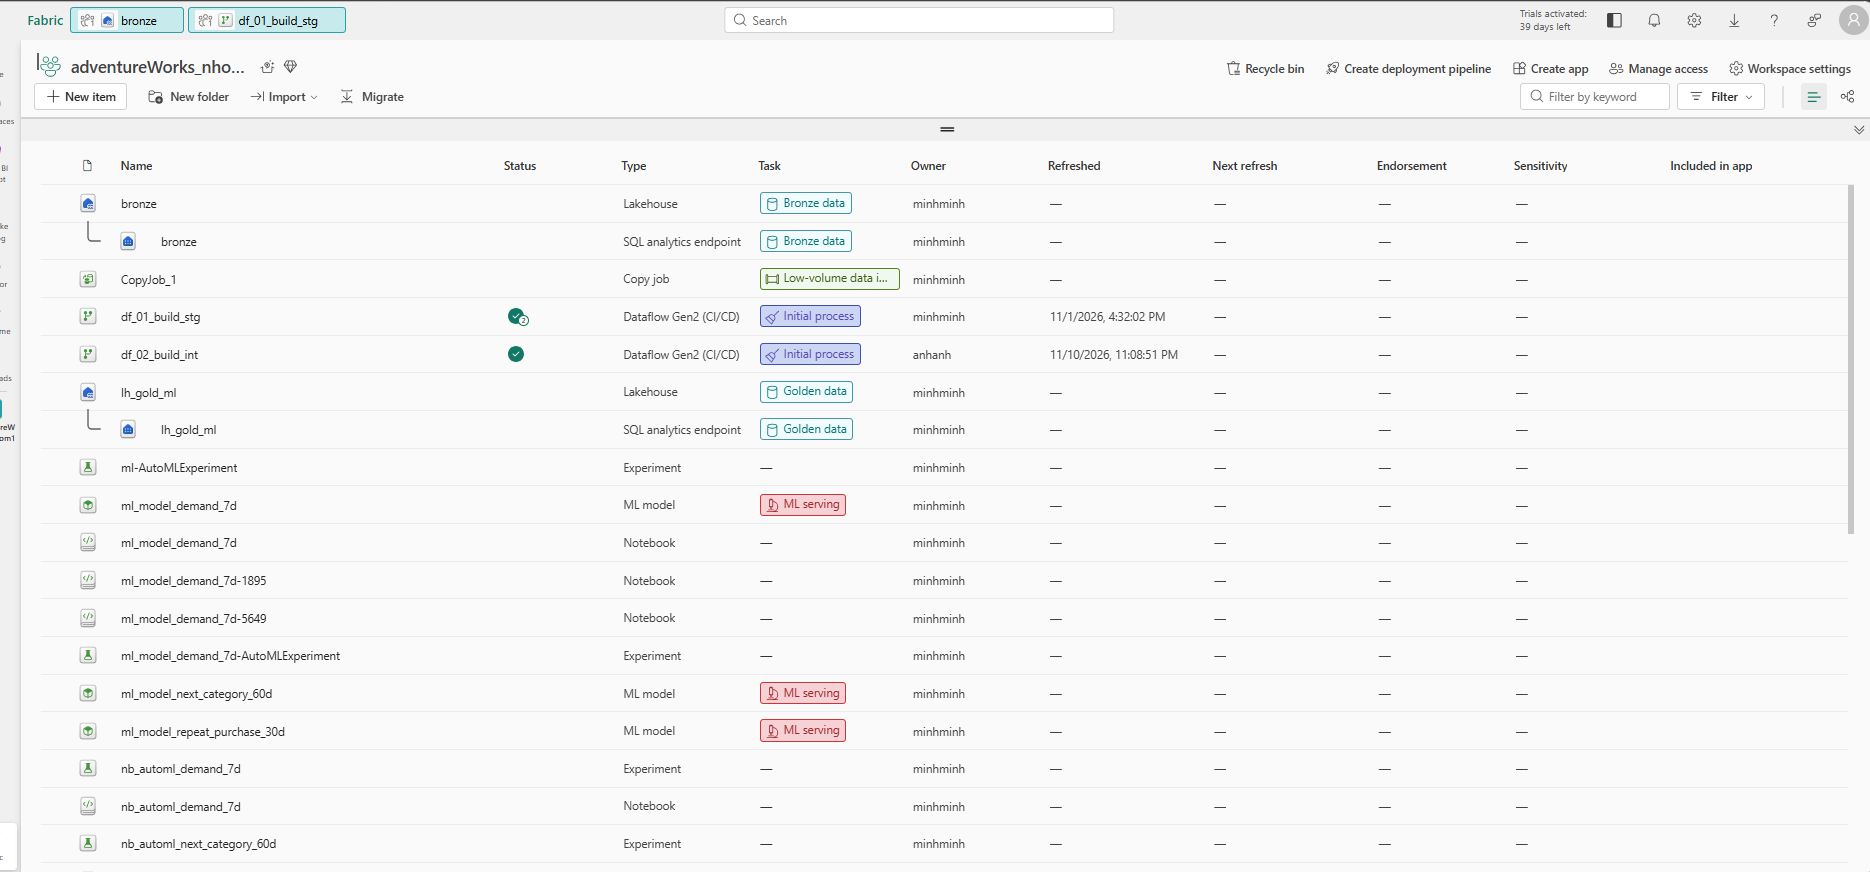 Fabric bronze df_01_build_stg Search Trials activated: 39 days left
adventureWorks_nho...
Recycle bin Create deployment pipeline Create app Manage access Workspace settings
New item New folder Import Migrate Filter by keyword Filter
Name Status Type Task Owner Refreshed Next refresh Endorsement Sensitivity Included in app
bronze Lakehouse Bronze data minhminh — — — —
bronze SQL analytics endpoint Bronze data minhminh — — — —
CopyJob_1 Copy job Low-volume data i... minhminh — — — —
df_01_build_stg 2 Dataflow Gen2 (CI/CD) Initial process minhminh 11/1/2026, 4:32:02 PM — — —
df_02_build_int Dataflow Gen2 (CI/CD) Initial process anhanh 11/10/2026, 11:08:51 PM — — —
lh_gold_ml Lakehouse Golden data minhminh — — — —
lh_gold_ml SQL analytics endpoint Golden data minhminh — — — —
ml-AutoMLExperiment Experiment — minhminh — — — —
ml_model_demand_7d ML model ML serving minhminh — — — —
ml_model_demand_7d Notebook — minhminh — — — —
ml_model_demand_7d-1895 Notebook — minhminh — — — —
ml_model_demand_7d-5649 Notebook — minhminh — — — —
ml_model_demand_7d-AutoMLExperiment Experiment — minhminh — — — —
ml_model_next_category_60d ML model ML serving minhminh — — — —
ml_model_repeat_purchase_30d ML model ML serving minhminh — — — —
nb_automl_demand_7d Experiment — minhminh — — — —
nb_automl_demand_7d Notebook — minhminh — — — —
nb_automl_next_category_60d Experiment — minhminh — — — —